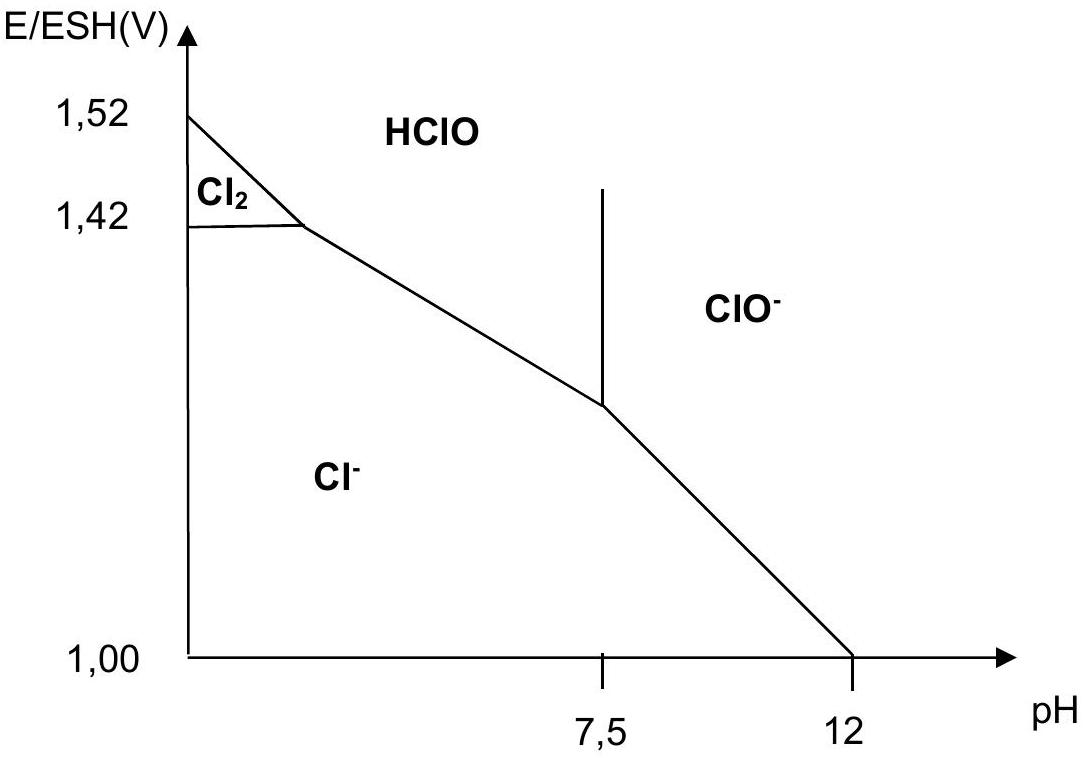 E/ESH(V)
1,52
HClO
Cl₂
1,42
ClO⁻
Cl⁻
1,00
7,5
12
pH